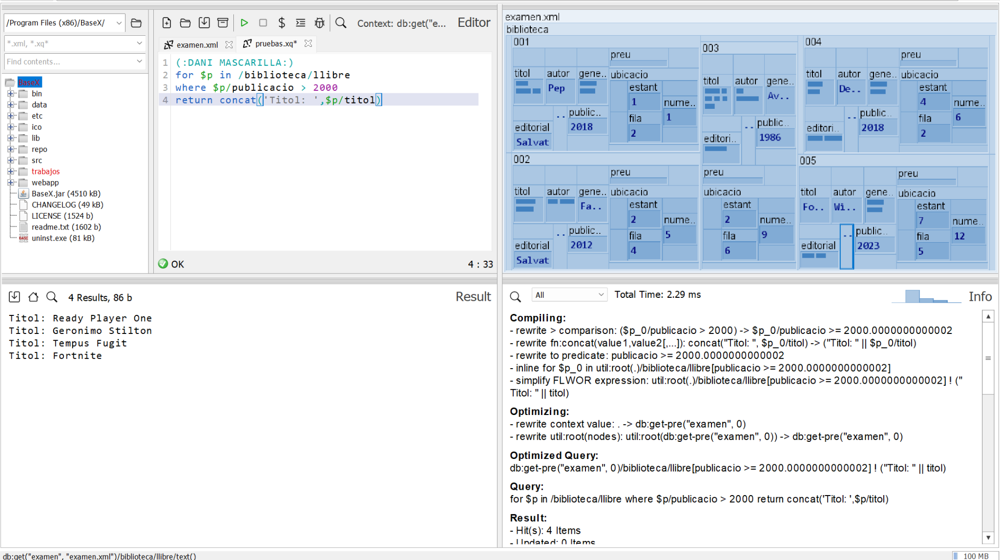 /Program Files (x86)/BaseX/
*.xml, *.xq*
Find contents...
BaseX
bin
data
etc
ico
lib
repo
src
trabajos
webapp
BaseX.jar (4510 kB)
CHANGELOG (49 kB)
LICENSE (1524 b)
readme.txt (1602 b)
uninst.exe (81 kB)
Context: db:get("e... Editor
examen.xml pruebas.xq*
1 (:DANI MASCARILLA:)
2 for $p in /biblioteca/llibre
3 where $p/publicacio > 2000
4 return concat('Titol: ',$p/titol)
OK 4 : 33
examen.xml
biblioteca
001
preu
titol autor gene.. ubicacio
Pep
estant
1
nume..
1
fila
2
editorial
Salvat
..
public..
2018
002
preu
titol autor gene.. ubicacio
Fa..
estant
2
nume..
5
fila
4
editorial
Salvat
..
public..
2012
003
titol autor gene..
Av..
editori..
..
public..
1986
preu
ubicacio
estant
2
nume..
9
fila
6
004
preu
titol autor gene.. ubicacio
De..
estant
4
nume..
6
fila
2
editori..
..
public..
2018
005
preu
titol autor gene.. ubicacio
Fo.. Wi..
estant
7
nume..
12
fila
5
editorial
..
public..
2023
4 Results, 86 b Result
Titol: Ready Player One
Titol: Geronimo Stilton
Titol: Tempus Fugit
Titol: Fortnite
All Total Time: 2.29 ms Info
Compiling:
- rewrite > comparison: ($p_0/publicacio > 2000) -> $p_0/publicacio >= 2000.0000000000002
- rewrite fn:concat(value1,value2[,...]): concat("Titol: ", $p_0/titol) -> ("Titol: " || $p_0/titol)
- rewrite to predicate: publicacio >= 2000.0000000000002
- inline for $p_0 in util:root(.)/biblioteca/llibre[publicacio >= 2000.0000000000002]
- simplify FLWOR expression: util:root(.)/biblioteca/llibre[publicacio >= 2000.0000000000002] ! ("
Titol: " || titol)
Optimizing:
- rewrite context value: . -> db:get-pre("examen", 0)
- rewrite util:root(nodes): util:root(db:get-pre("examen", 0)) -> db:get-pre("examen", 0)
Optimized Query:
db:get-pre("examen", 0)/biblioteca/llibre[publicacio >= 2000.0000000000002] ! ("Titol: " || titol)
Query:
for $p in /biblioteca/llibre where $p/publicacio > 2000 return concat('Titol: ',$p/titol)
Result:
- Hit(s): 4 Items
- Updated: 0 Items
db:get("examen", "examen.xml")/biblioteca/llibre/text()
100 MB